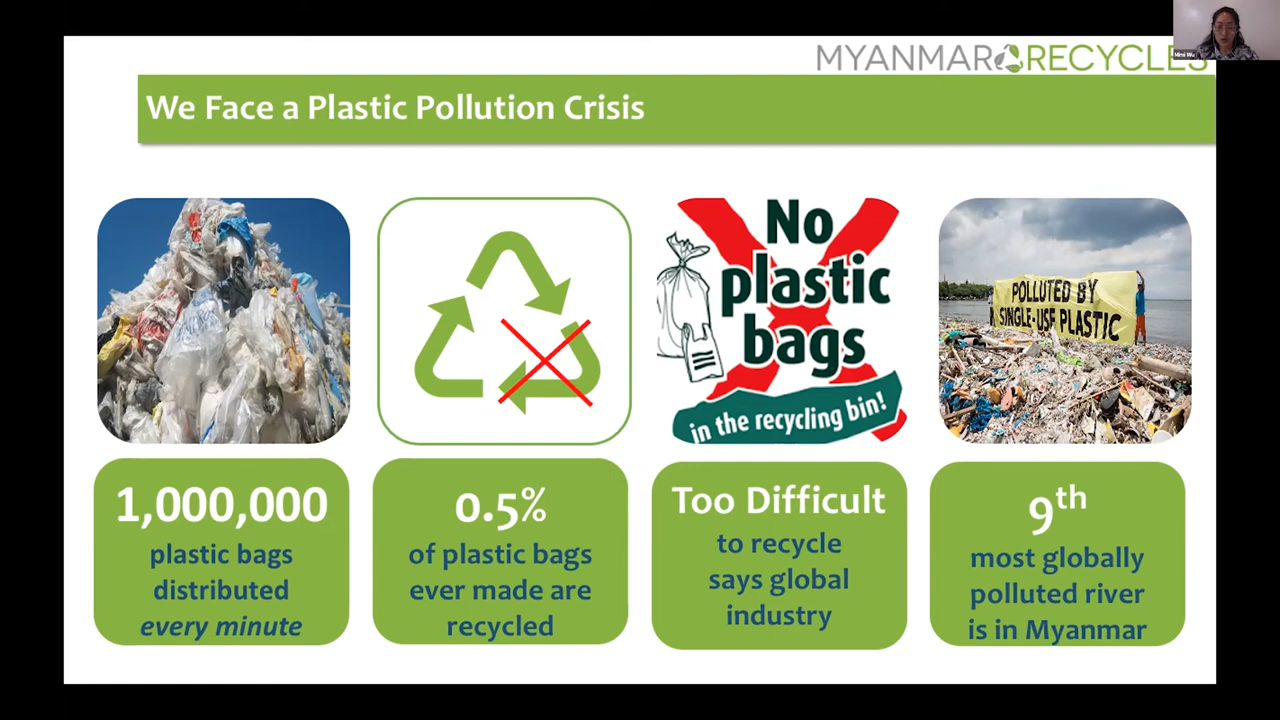 MYANMAR RECYCLES
Mimi Wu
We Face a Plastic Pollution Crisis
No
plastic
bags
in the recycling bin!
POLLUTED BY
SINGLE-USE PLASTIC
1,000,000
plastic bags
distributed
every minute
0.5%
of plastic bags
ever made are
recycled
Too Difficult
to recycle
says global
industry
9th
most globally
polluted river
is in Myanmar